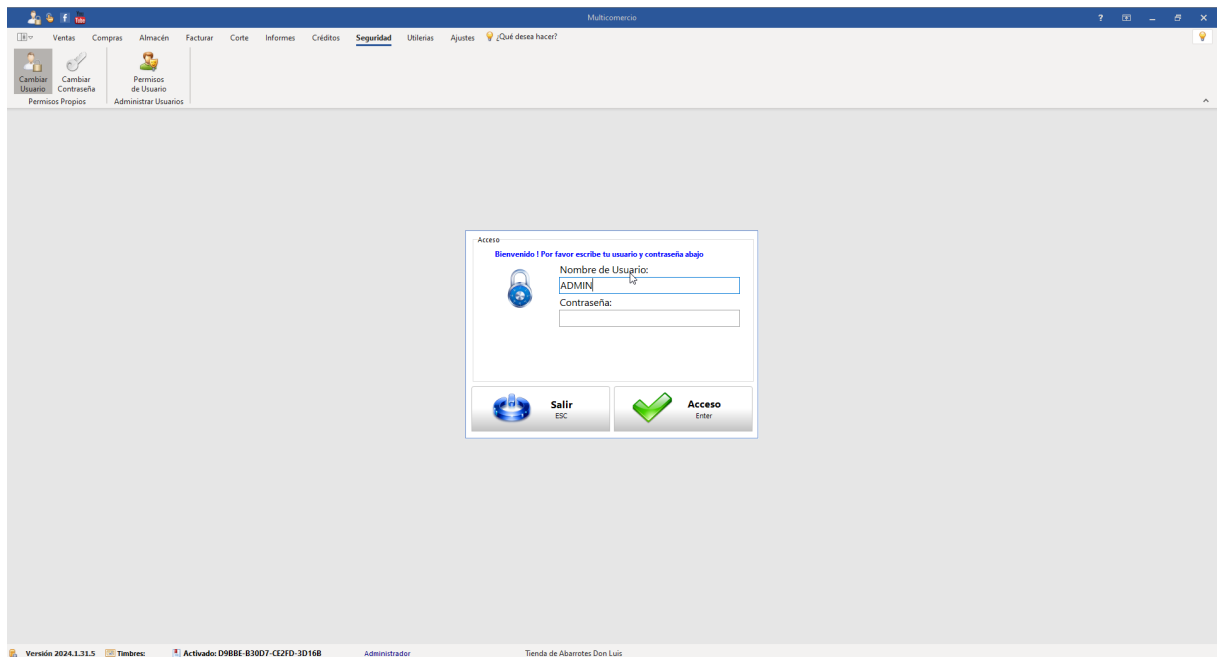 Multicomercio
Ventas Compras Almacén Facturar Corte Informes Créditos Seguridad Utilerias Ajustes ¿Qué desea hacer?
Cambiar Usuario
Cambiar Contraseña
Permisos de Usuario
Permisos Propios
Administrar Usuarios
Acceso
Bienvenido ! Por favor escribe tu usuario y contraseña abajo
Nombre de Usuario:
ADMIN
Contraseña:
Salir
ESC
Acceso
Enter
Versión 2024.1.31.5 Timbres: Activado: D9BBE-B30D7-CE2FD-3D16B Administrador Tienda de Abarrotes Don Luis